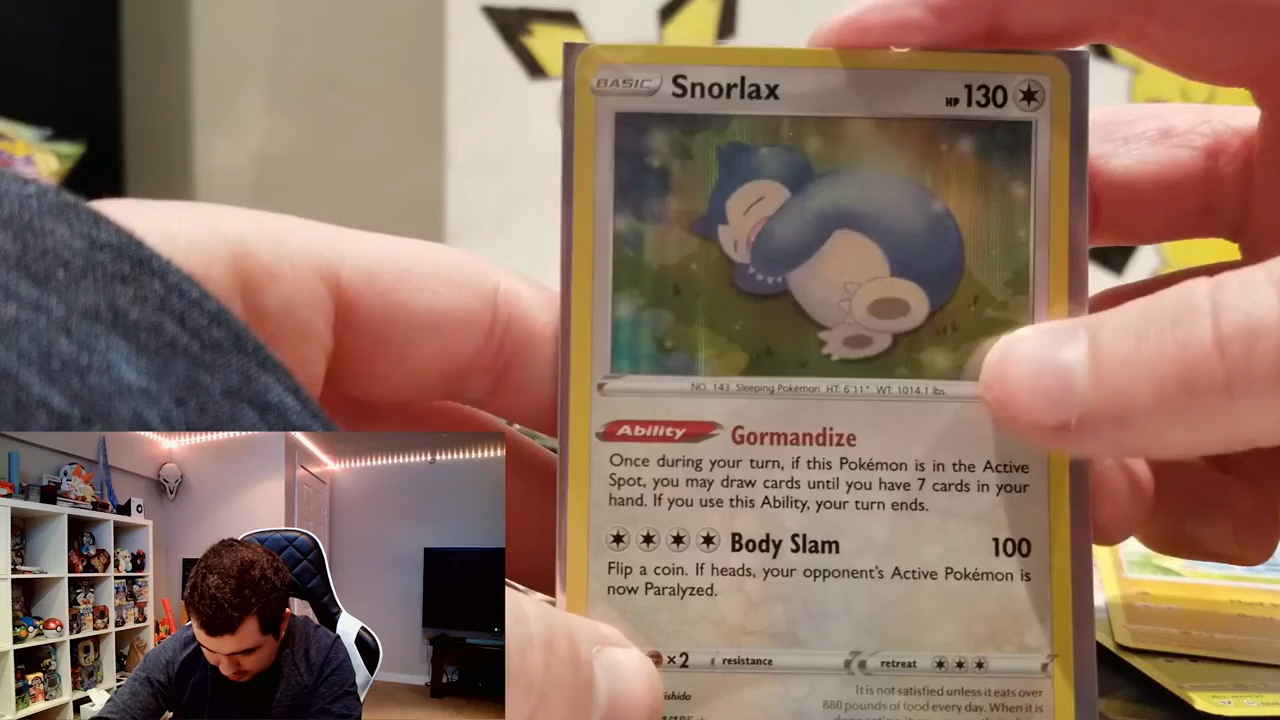 BASIC Snorlax HP 130
NO. 143 Sleeping Pokémon HT: 6'11" WT: 1014.1 lbs.
Ability Gormandize
Once during your turn, if this Pokémon is in the Active
Spot, you may draw cards until you have 7 cards in your
hand. If you use this Ability, your turn ends.
Body Slam 100
Flip a coin. If heads, your opponent's Active Pokémon is
now Paralyzed.
×2 resistance retreat
ishida
It is not satisfied unless it eats over
880 pounds of food every day. When it is